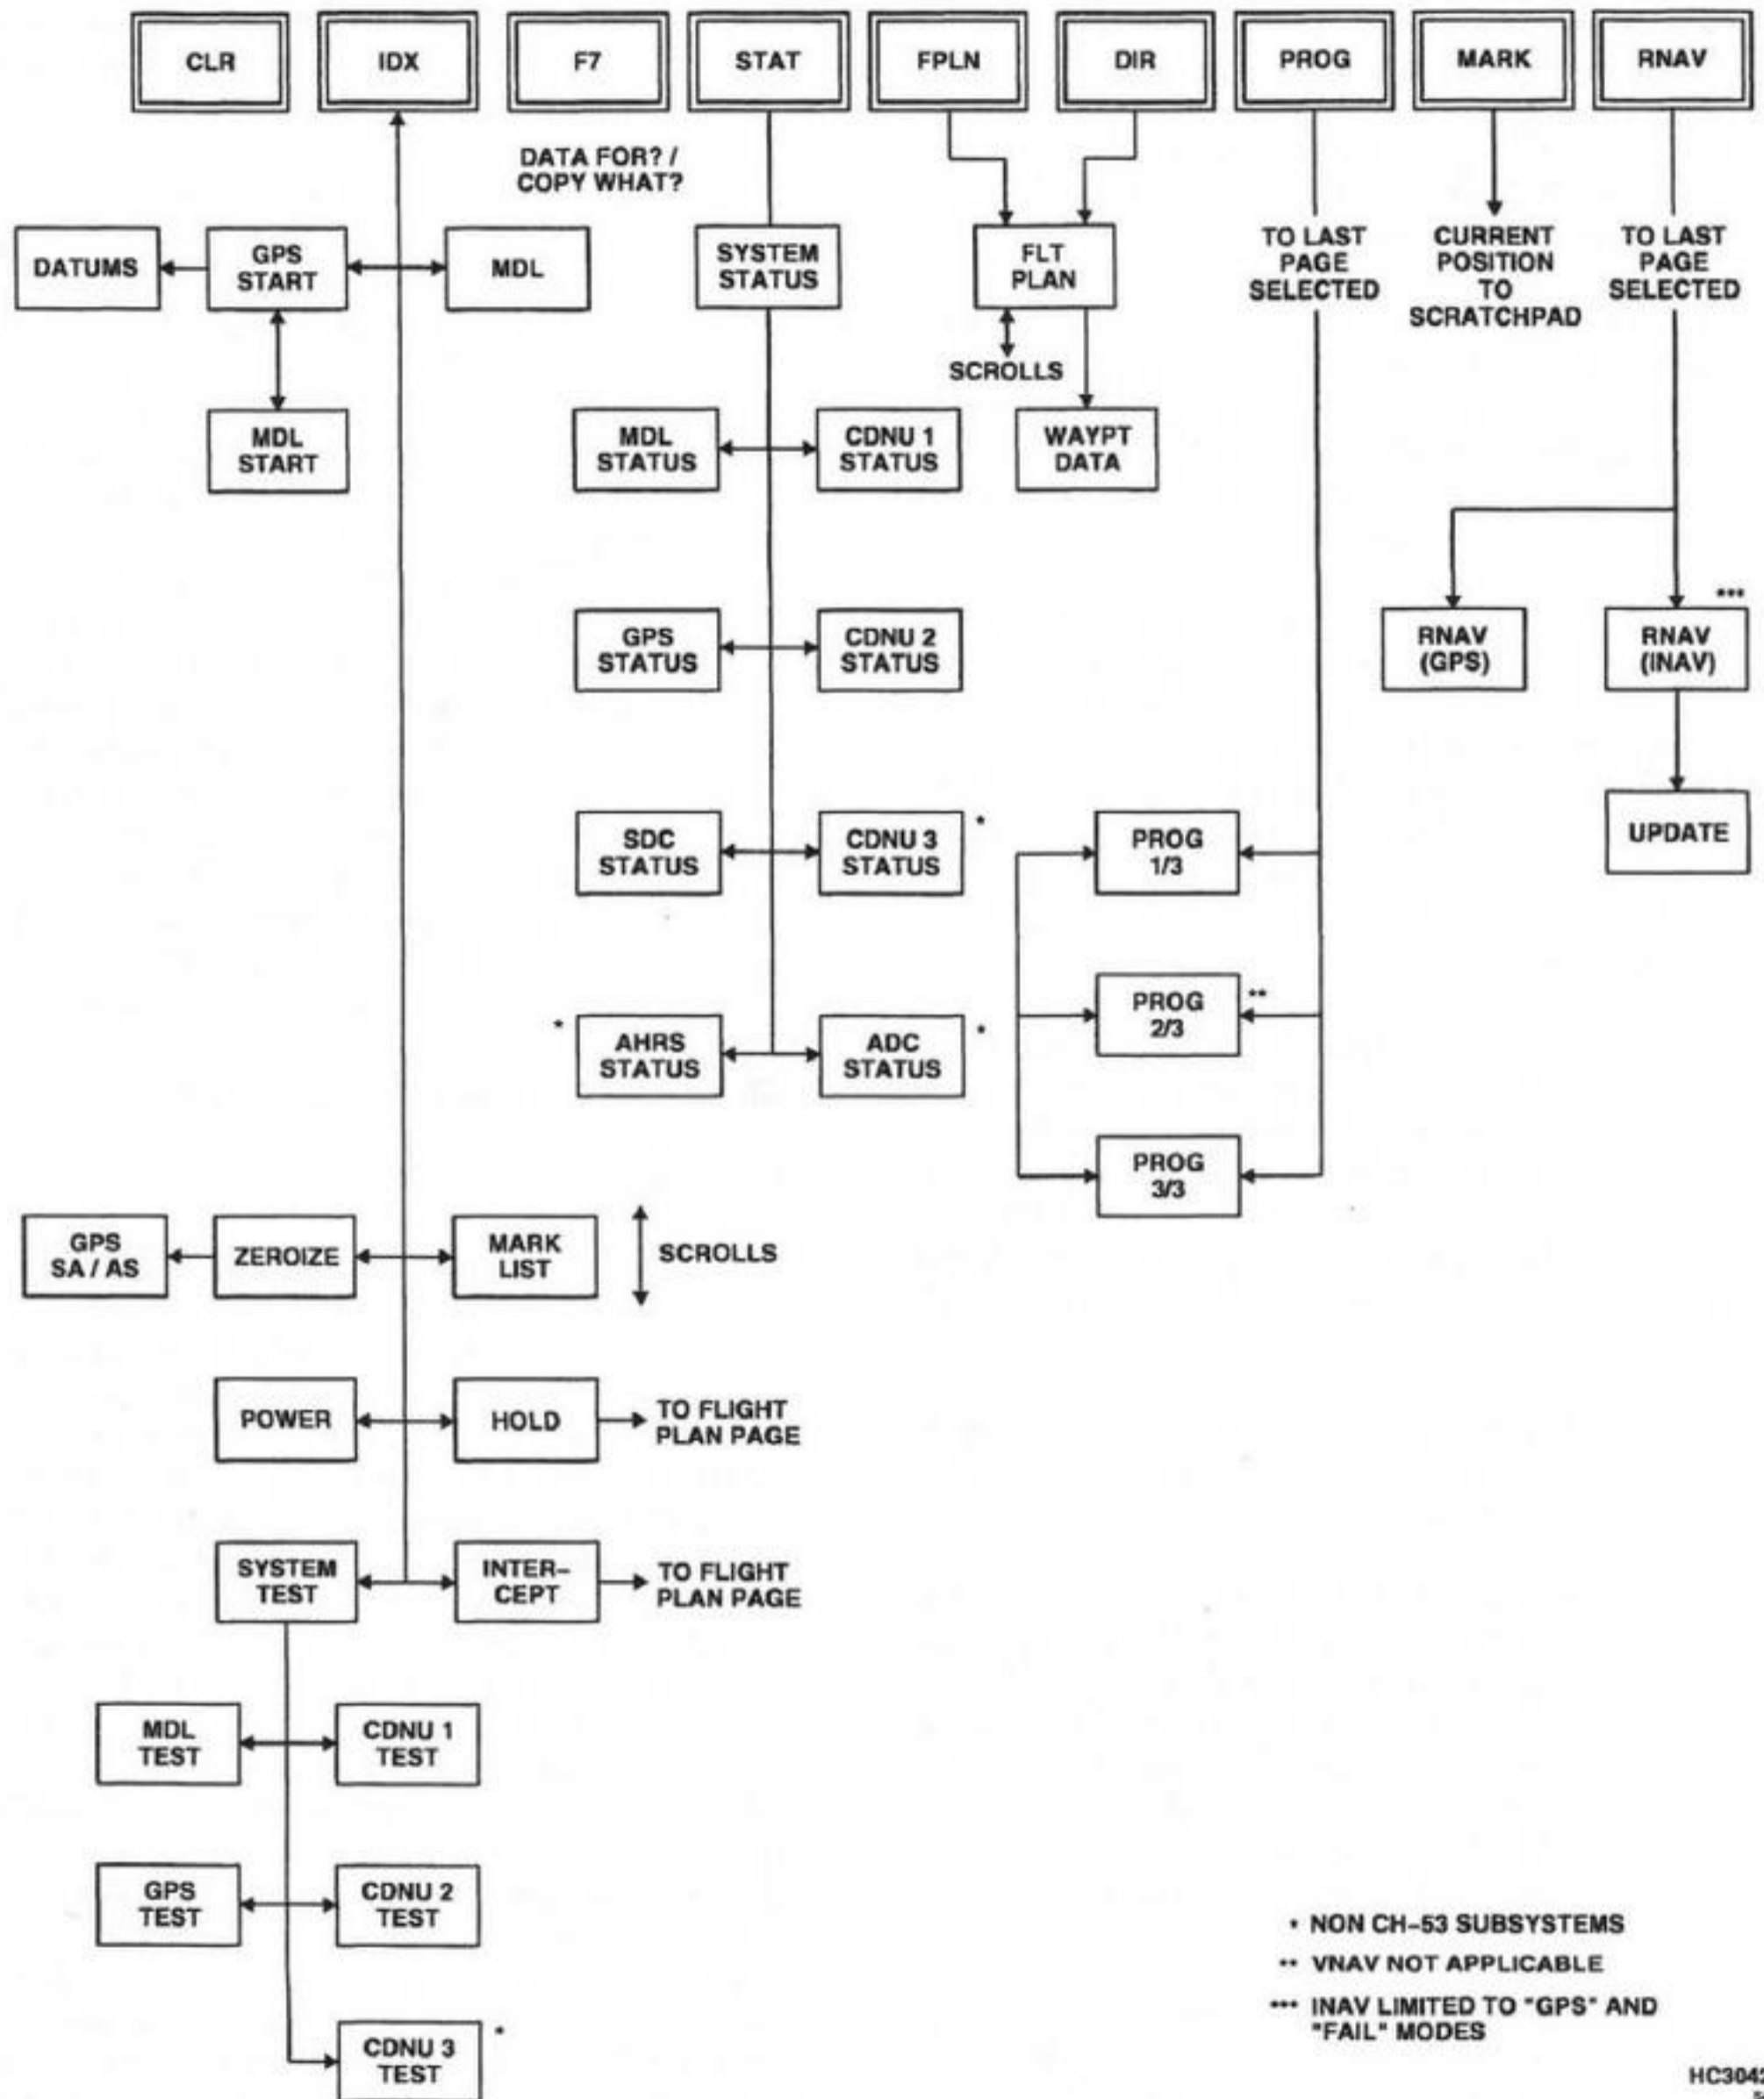 CLR
IDX
F7
STAT
FPLN
DIR
PROG
MARK
RNAV
DATA FOR? /
COPY WHAT?
DATUMS
GPS
START
MDL
SYSTEM
STATUS
FLT
PLAN
TO LAST
PAGE
SELECTED
CURRENT
POSITION
TO
SCRATCHPAD
TO LAST
PAGE
SELECTED
SCROLLS
MDL
START
MDL
STATUS
CDNU 1
STATUS
WAYPT
DATA
GPS
STATUS
CDNU 2
STATUS
RNAV
(GPS)
***
RNAV
(INAV)
SDC
STATUS
CDNU 3
STATUS
*
PROG
1/3
UPDATE
*
AHRS
STATUS
ADC
STATUS
*
PROG
2/3
**
PROG
3/3
GPS
SA / AS
ZEROIZE
MARK
LIST
SCROLLS
POWER
HOLD
TO FLIGHT
PLAN PAGE
SYSTEM
TEST
INTER-
CEPT
TO FLIGHT
PLAN PAGE
MDL
TEST
CDNU 1
TEST
GPS
TEST
CDNU 2
TEST
CDNU 3
TEST
*
* NON CH-53 SUBSYSTEMS
** VNAV NOT APPLICABLE
*** INAV LIMITED TO "GPS" AND
"FAIL" MODES